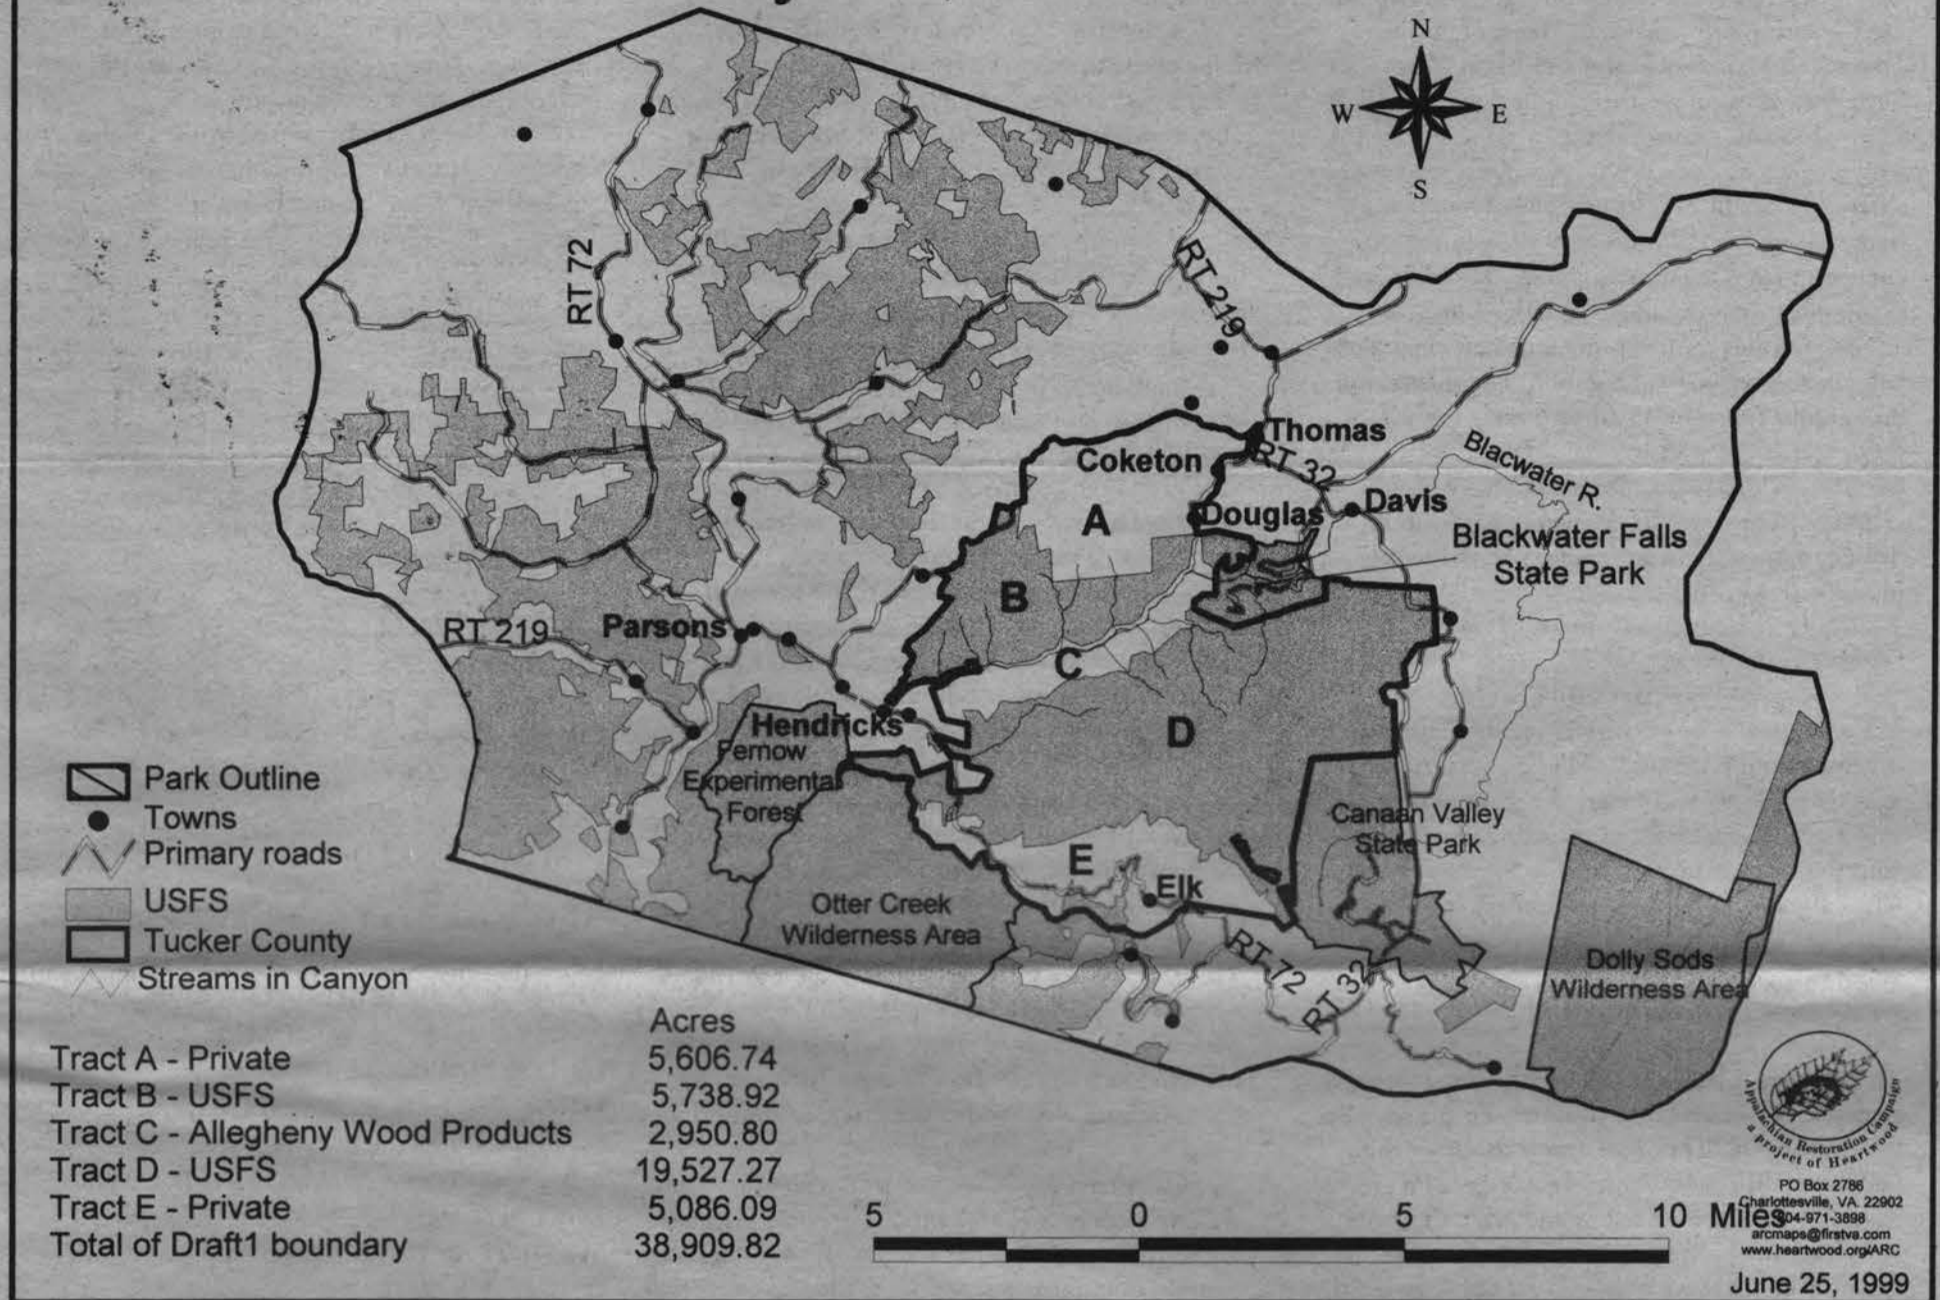 N
W E
S
RT 72
RT 219
Thomas
Coketon
RT 32
Blacwater R.
Davis
Douglas
A
Blackwater Falls
State Park
B
RT 219
Parsons
C
D
Hendricks
Fernow
Experimental
Forest
Canaan Valley
State Park
E
Elk
Otter Creek
Wilderness Area
RT 72
RT 32
Dolly Sods
Wilderness Area
Park Outline
Towns
Primary roads
USFS
Tucker County
Streams in Canyon
Acres
Tract A - Private 5,606.74
Tract B - USFS 5,738.92
Tract C - Allegheny Wood Products 2,950.80
Tract D - USFS 19,527.27
Tract E - Private 5,086.09
Total of Draft1 boundary 38,909.82
5 0 5 10 Miles
Appalachian Restoration Campaign
a project of Heartwood
PO Box 2786
Charlottesville, VA. 22902
804-971-3898
arcmaps@firstva.com
www.heartwood.org/ARC
June 25, 1999